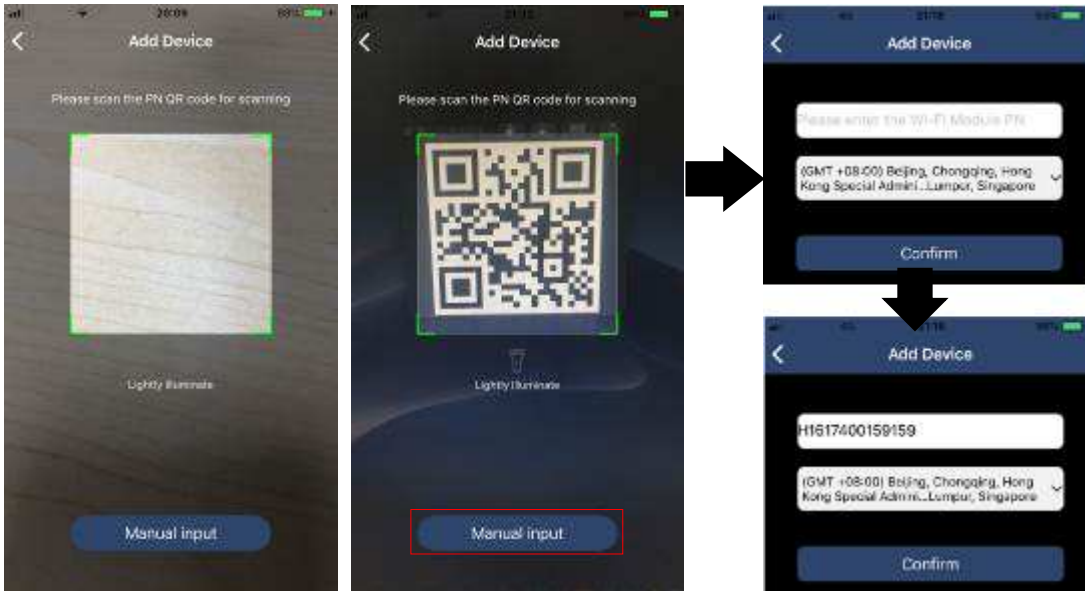 20:09
Add Device
Please scan the PN QR code for scanning
Lightly illuminate
Manual input
Add Device
Please scan the PN QR code for scanning
Lightly illuminate
Manual input
Add Device
Please enter the Wi-Fi Module PN
(GMT +08:00) Beijing, Chongqing, Hong
Kong Special Admini...Lumpur, Singapore
Confirm
Add Device
H1617400159159
(GMT +08:00) Beijing, Chongqing, Hong
Kong Special Admini...Lumpur, Singapore
Confirm